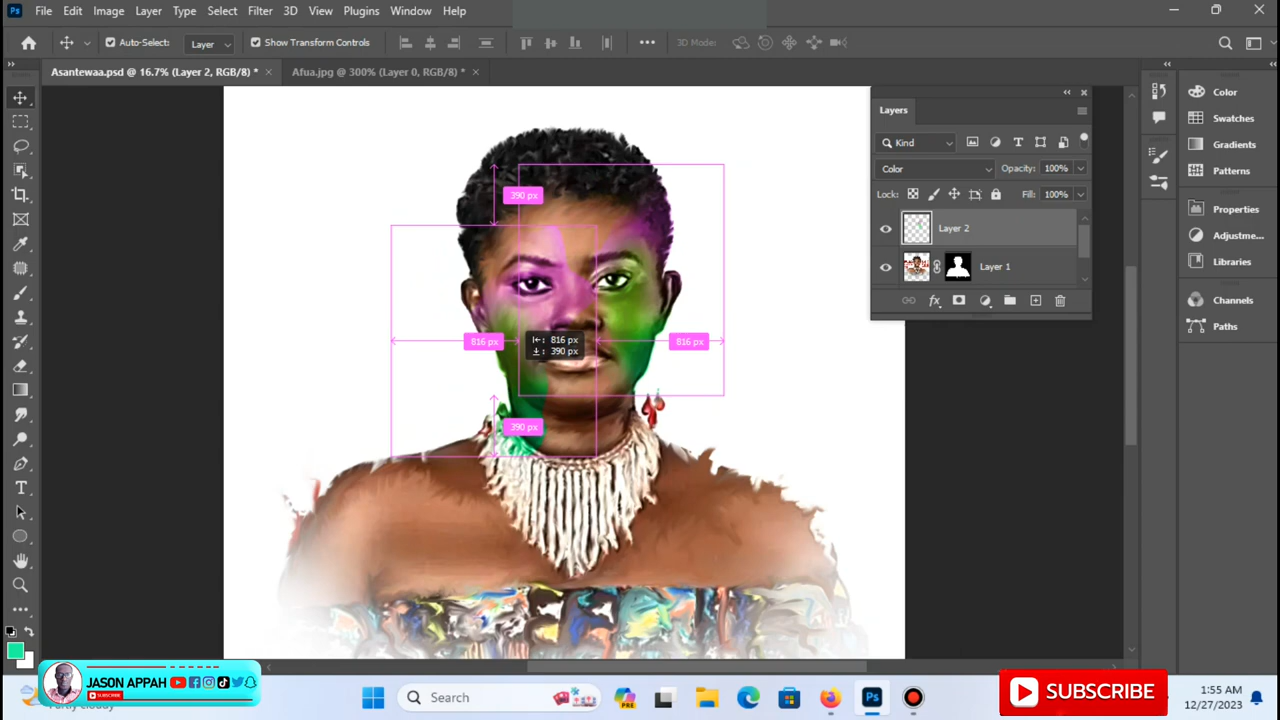 Ps File Edit Image Layer Type Select Filter 3D View Plugins Window Help
Auto-Select: Layer Show Transform Controls 3D Mode:
Asantewaa.psd @ 16.7% (Layer 2, RGB/8) *
Afua.jpg @ 300% (Layer 0, RGB/8) *
Layers
Kind
Color Opacity: 100%
Lock: Fill: 100%
Layer 2
Layer 1
Color
Swatches
Gradients
Patterns
Properties
Adjustme...
Libraries
Channels
Paths
390 px
816 px
816 px
390 px
816 px
390 px
JASON APPAH
SUBSCRIBE
Search
PRE
Ps
SUBSCRIBE
1:55 AM
12/27/2023